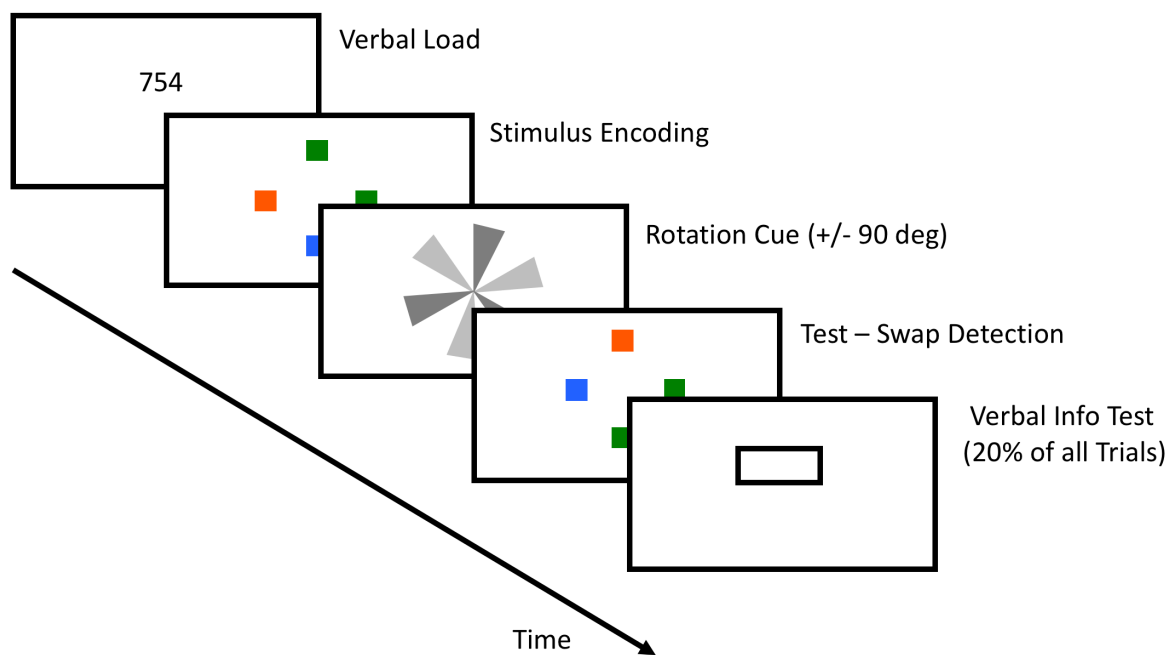 Verbal Load
754
Stimulus Encoding
Rotation Cue (+/- 90 deg)
Test – Swap Detection
Verbal Info Test
(20% of all Trials)
Time